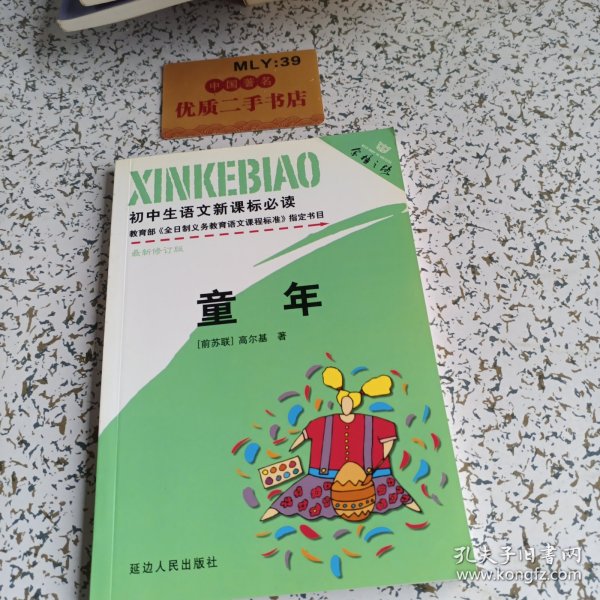 MLY:39
中国著名
优质二手书店
XINKEBIAO
初中生语文新课标必读
教育部《全日制义务教育语文课程标准》指定书目
最新修订版
童年
[前苏联] 高尔基 著
延边人民出版社
孔夫子旧书网
www.kongfz.com